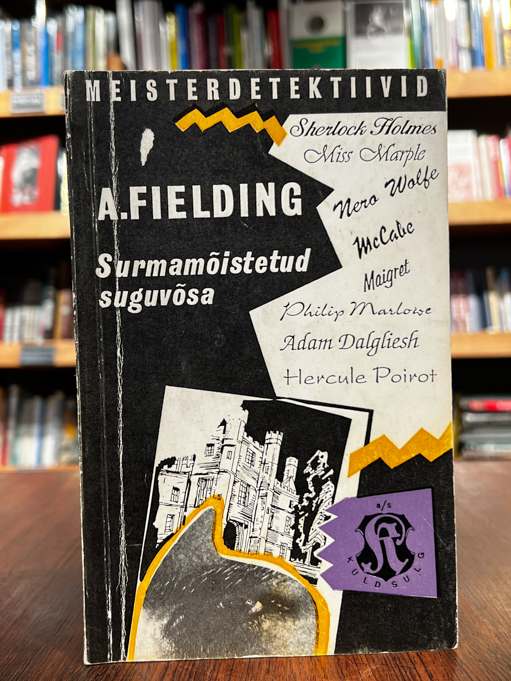 MEISTERDETEKTIIVID
Sherlock Holmes
Miss Marple
Nero Wolfe
McCabe
Maigret
Philip Marlowe
Adam Dalgliesh
Hercule Poirot
A.FIELDING
Surmamõistetud
suguvõsa
a/s
KULDSULG